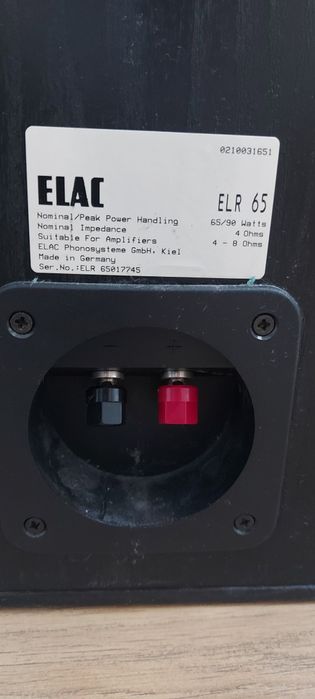 0210031651
ELAC ELR 65
Nominal/Peak Power Handling 65/90 Watts
Nominal Impedance 4 Ohms
Suitable For Amplifiers 4 - 8 Ohms
ELAC Phonosysteme GmbH. Kiel
Made in Germany
Ser.No.:ELR 65017745
- +